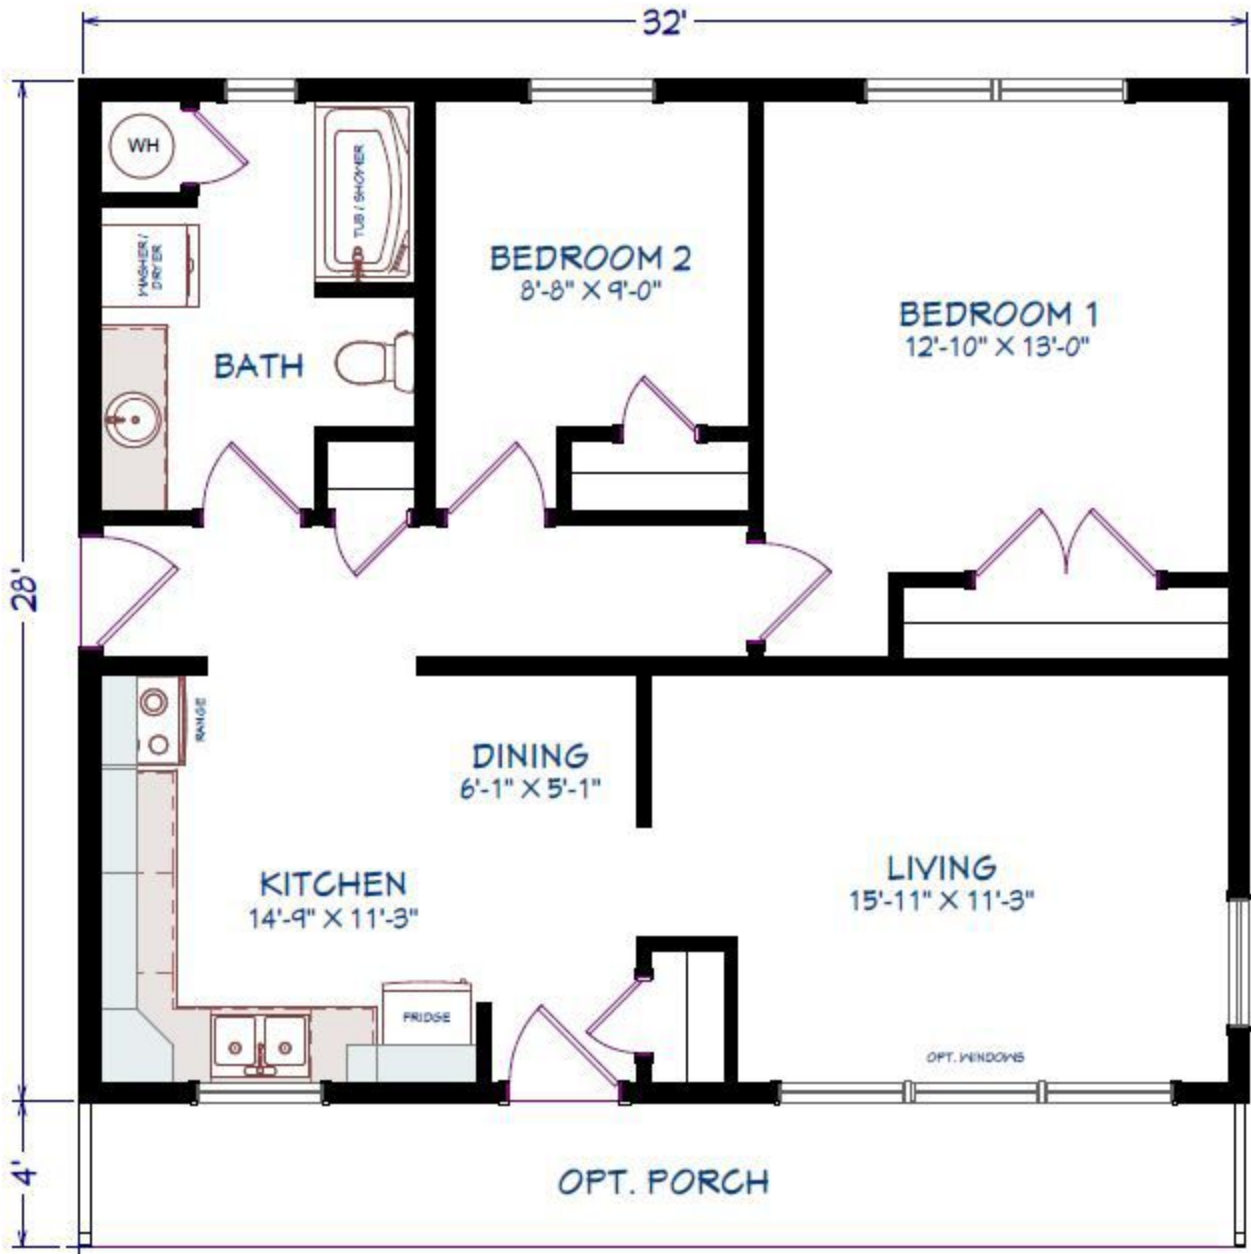 32'
WH
TUB / SHOWER
WASHER/
DRYER
BEDROOM 2
8'-8" X 9'-0"
BEDROOM 1
12'-10" X 13'-0"
BATH
28'
RANGE
DINING
6'-1" X 5'-1"
KITCHEN
14'-9" X 11'-3"
LIVING
15'-11" X 11'-3"
FRIDGE
OPT. WINDOWS
4'
OPT. PORCH